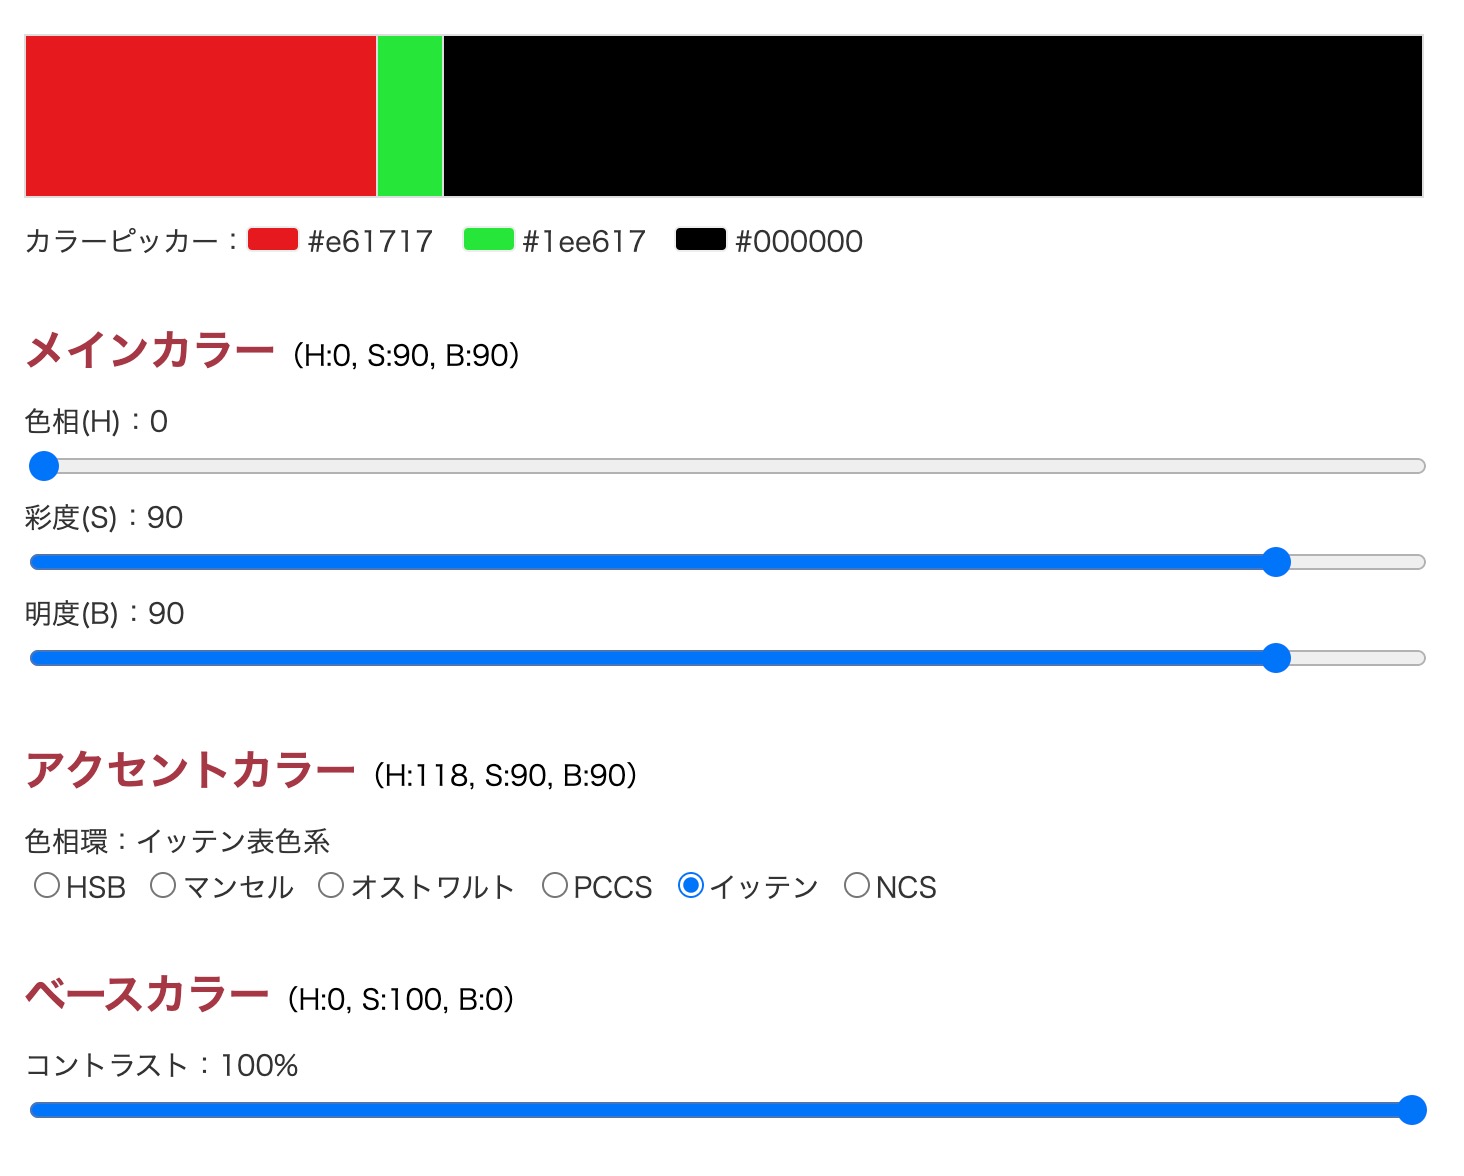 カラーピッカー：#e61717 #1ee617 #000000
メインカラー（H:0, S:90, B:90）
色相(H)：0
彩度(S)：90
明度(B)：90
アクセントカラー（H:118, S:90, B:90）
色相環：イッテン表色系
HSB マンセル オストワルト PCCS イッテン NCS
ベースカラー（H:0, S:100, B:0）
コントラスト：100%